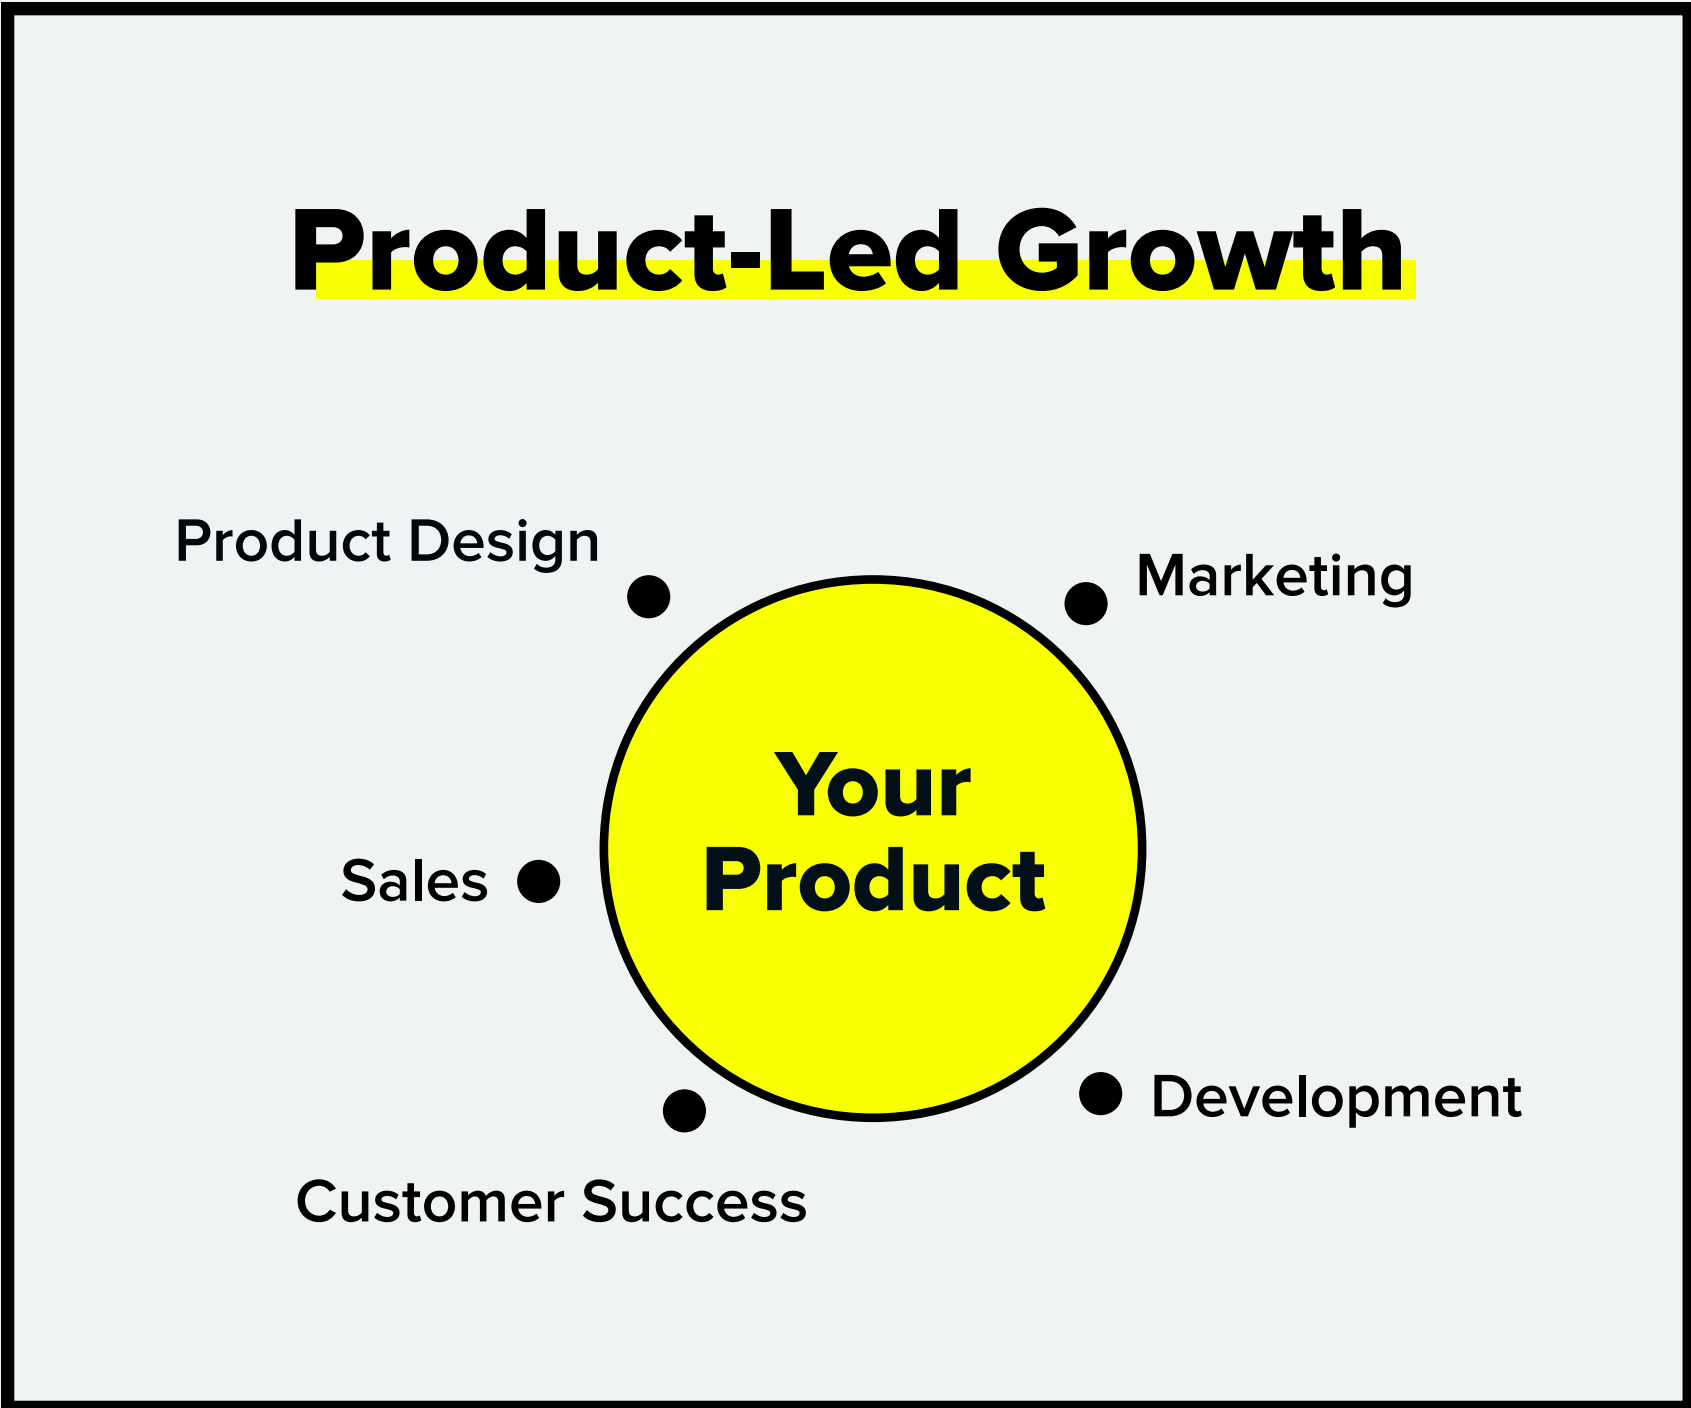 Product-Led Growth
Product Design
Marketing
Your
Product
Sales
Development
Customer Success